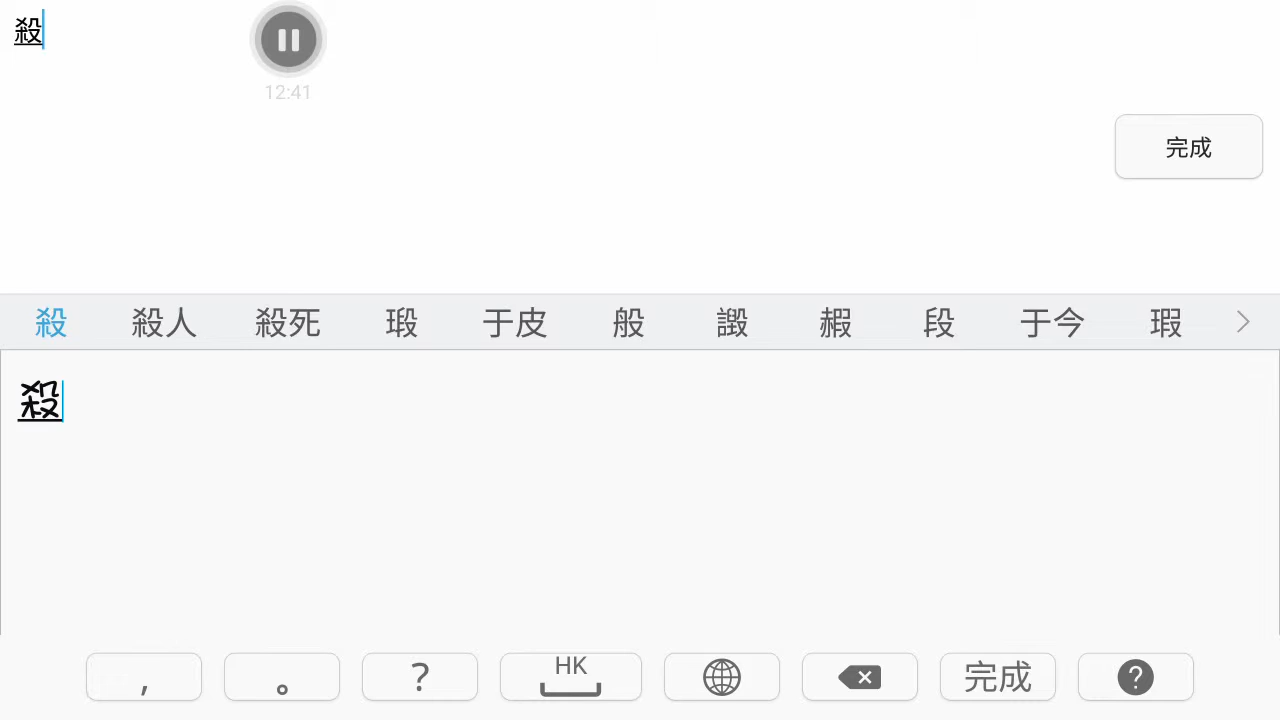 殺
12:41
完成
殺 殺人 殺死 瑖 于皮 般 譭 赮 段 于今 瑕
殺
, 。 ? HK 完成 ?